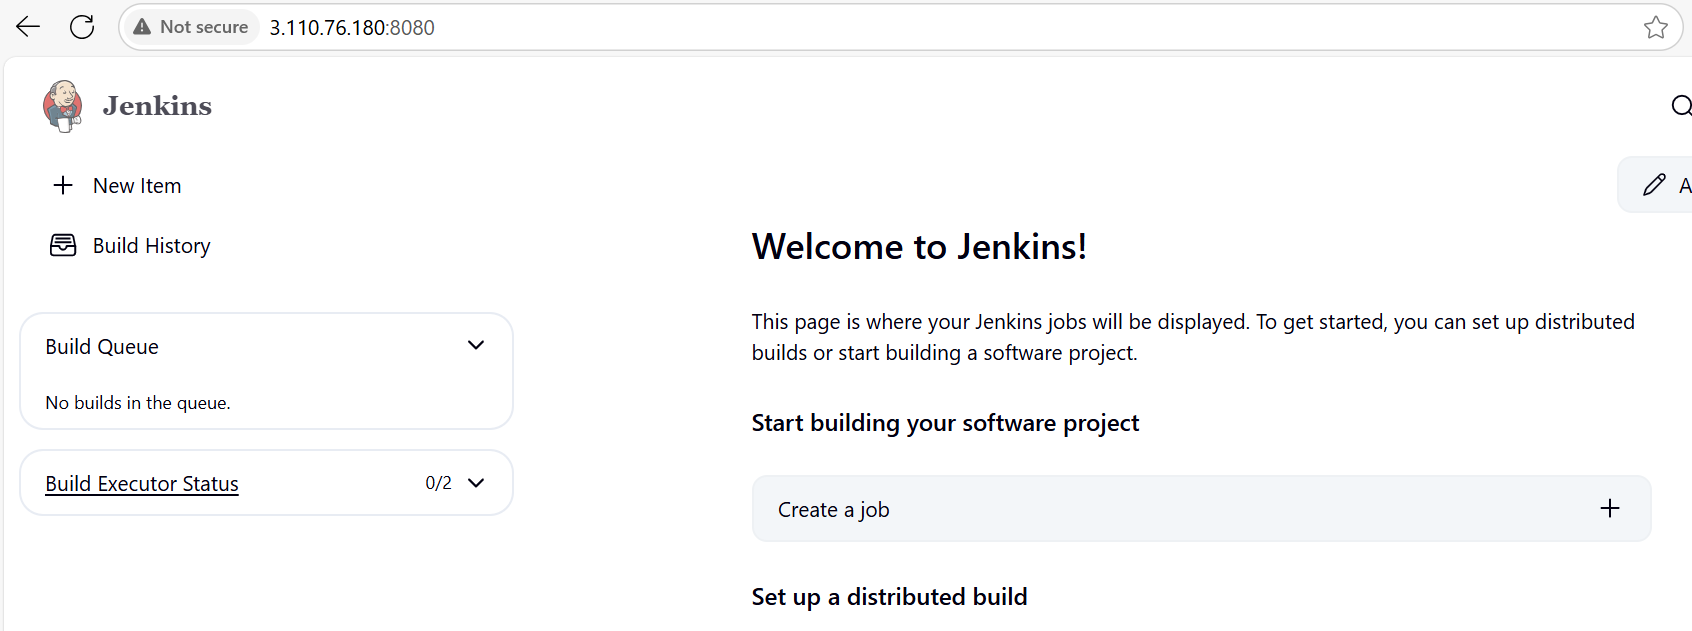 Not secure 3.110.76.180:8080
Jenkins
New Item
A
Build History
Welcome to Jenkins!
This page is where your Jenkins jobs will be displayed. To get started, you can set up distributed
builds or start building a software project.
Build Queue
No builds in the queue.
Start building your software project
Build Executor Status 0/2
Create a job
Set up a distributed build